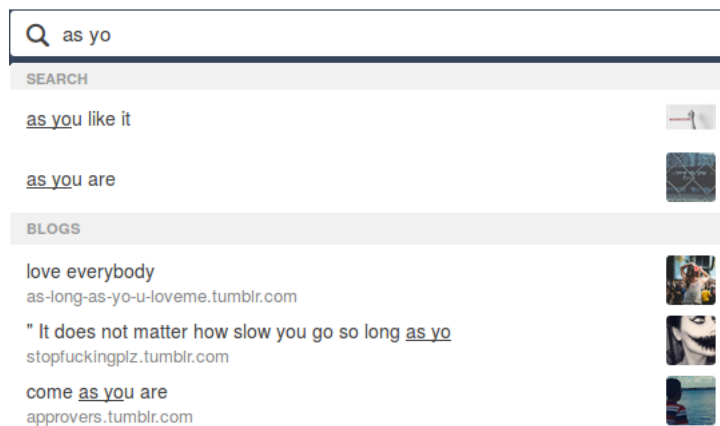 as yo
SEARCH
as you like it
as you are
BLOGS
love everybody
as-long-as-yo-u-loveme.tumblr.com
" It does not matter how slow you go so long as yo
stopfuckingplz.tumblr.com
come as you are
approvers.tumblr.com